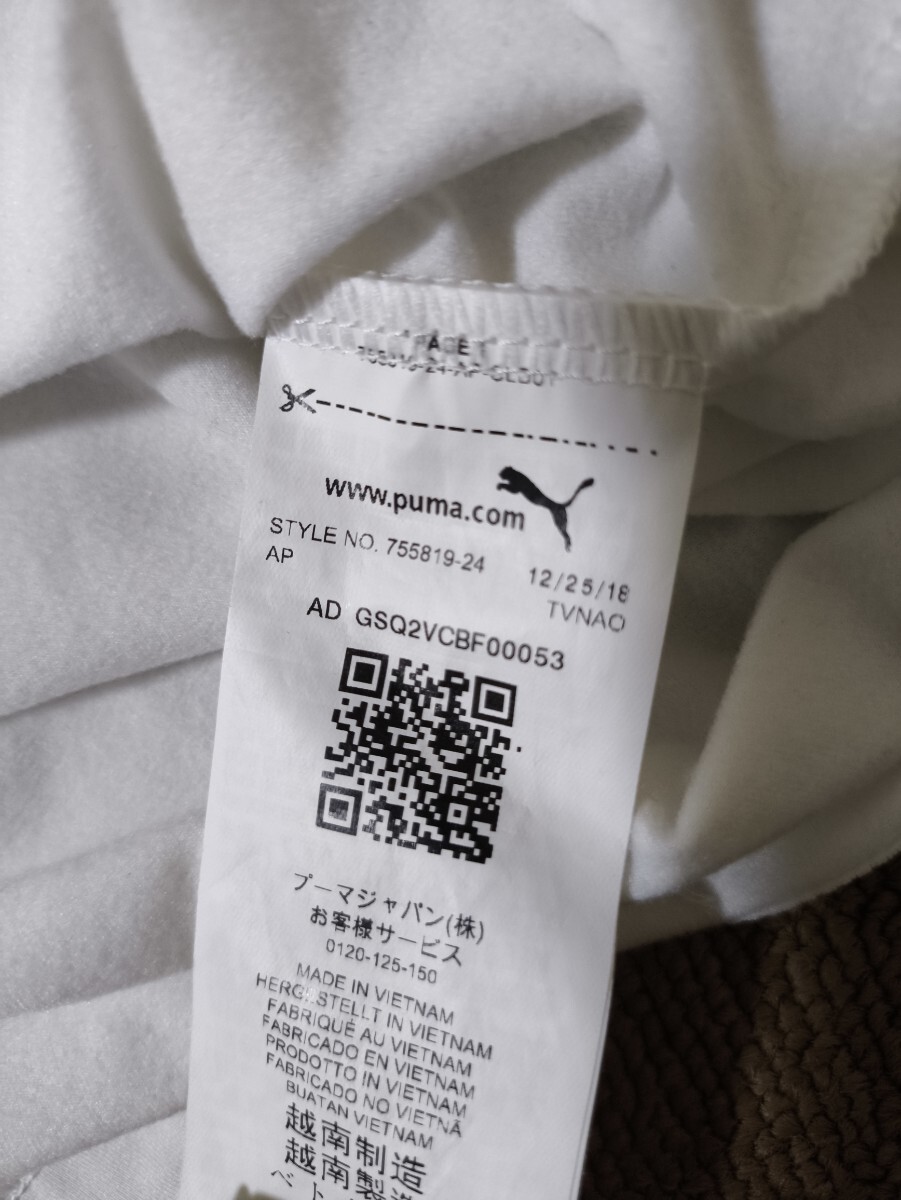 PAGE 1
www.puma.com
STYLE NO. 755819-24 12/25/18
AP TVNAO
AD GSQ2VCBF00053
プーマジャパン(株)
お客様サービス
0120-125-150
MADE IN VIETNAM
HERGESTELLT IN VIETNAM
FABRIQUÉ AU VIETNAM
FABRICADO EN VIETNAM
PRODOTTO IN VIETNAM
FABRICADO NO VIETNÃ
BUATAN VIETNAM
越南制造
越南製造